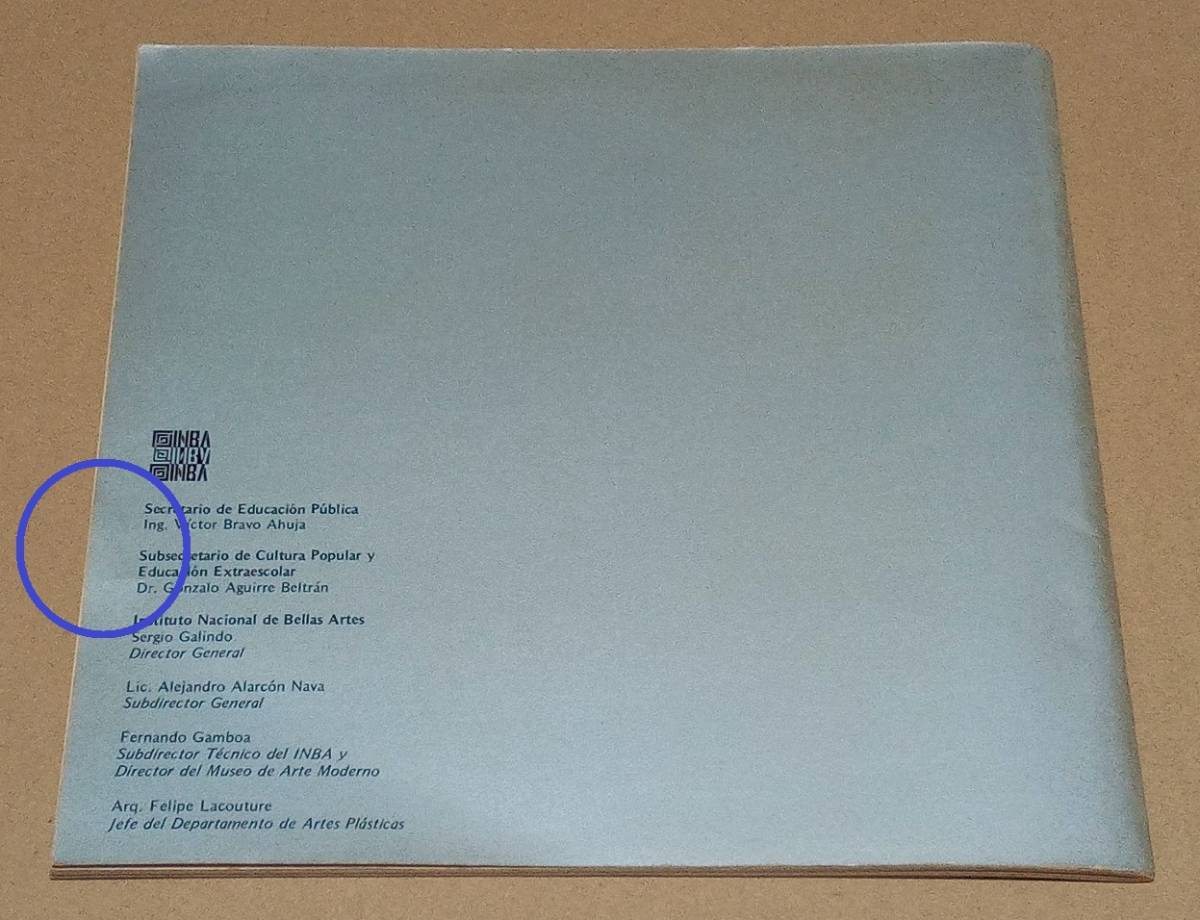 INBA
INBA
INBA
Secretario de Educación Pública
Ing. Víctor Bravo Ahuja
Subsecretario de Cultura Popular y
Educación Extraescolar
Dr. Gonzalo Aguirre Beltrán
Instituto Nacional de Bellas Artes
Sergio Galindo
Director General
Lic. Alejandro Alarcón Nava
Subdirector General
Fernando Gamboa
Subdirector Técnico del INBA y
Director del Museo de Arte Moderno
Arq. Felipe Lacouture
Jefe del Departamento de Artes Plásticas